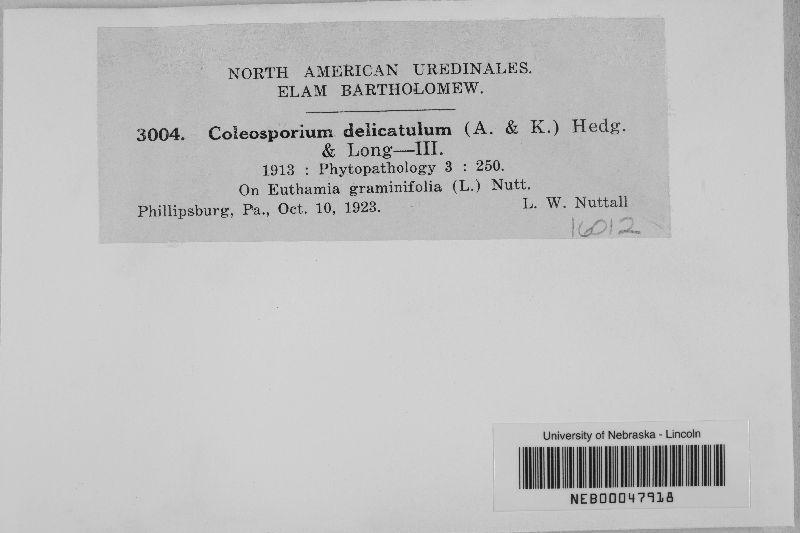 NORTH AMERICAN UREDINALES.
ELAM BARTHOLOMEW.
3004. Coleosporium delicatulum (A. & K.) Hedg.
& Long—III.
1913 : Phytopathology 3 : 250.
On Euthamia graminifolia (L.) Nutt.
Phillipsburg, Pa., Oct. 10, 1923. L. W. Nuttall
16012
University of Nebraska - Lincoln
NEB00047918